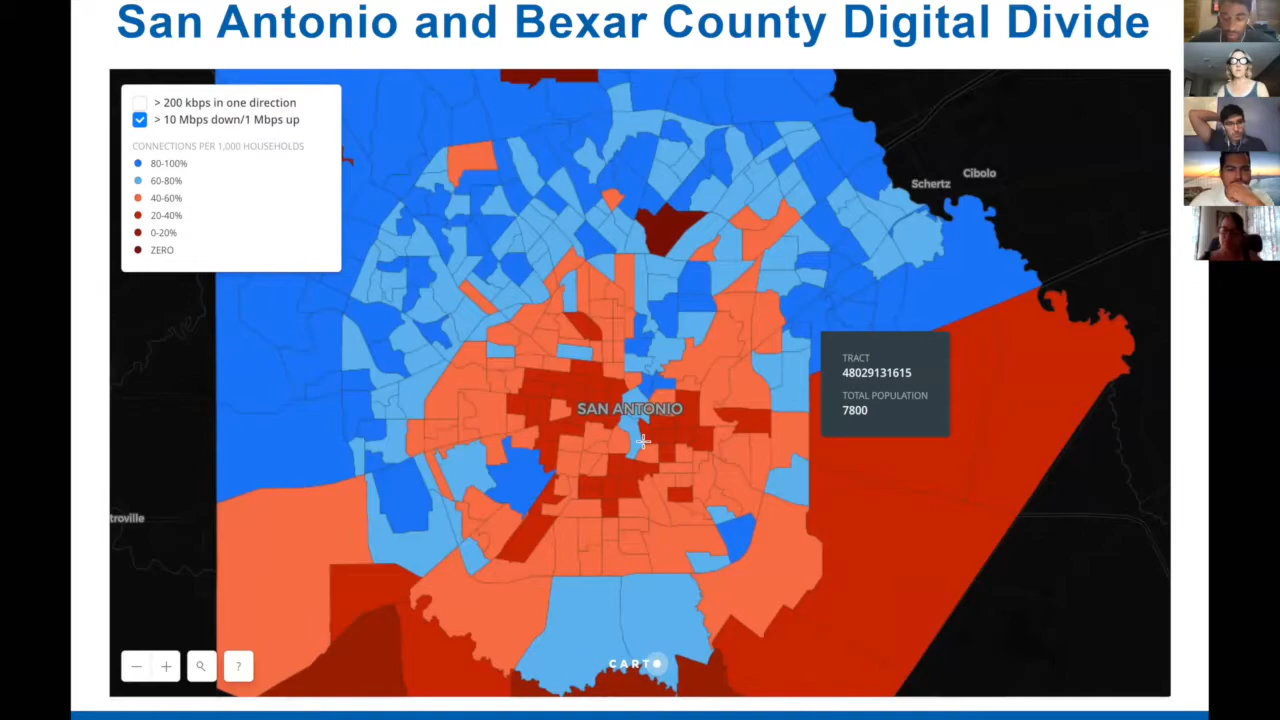 San Antonio and Bexar County Digital Divide
> 200 kbps in one direction
> 10 Mbps down/1 Mbps up
CONNECTIONS PER 1,000 HOUSEHOLDS
80-100%
60-80%
40-60%
20-40%
0-20%
ZERO
Cibolo
Schertz
TRACT
48029131615
TOTAL POPULATION
7800
SAN ANTONIO
troville
CARTO
− +
?